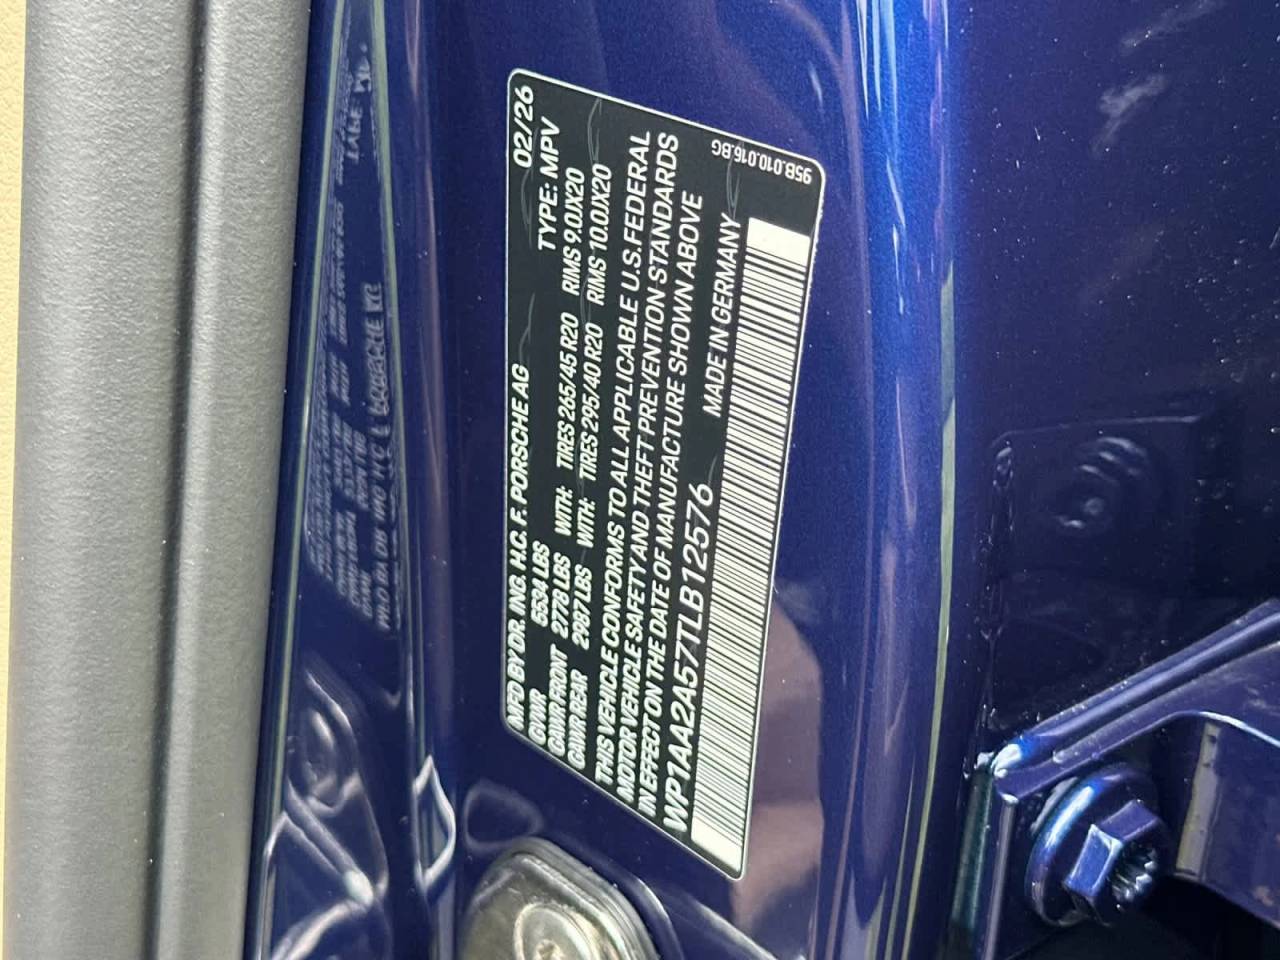 MFD BY DR. ING. H.C. F. PORSCHE AG 02/26
GVWR 5534 LBS TYPE: MPV
GAWR FRONT 2778 LBS WITH: TIRES 265/45 R20 RIMS 9.0JX20
GAWR REAR 2987 LBS WITH: TIRES 295/40 R20 RIMS 10.0JX20
THIS VEHICLE CONFORMS TO ALL APPLICABLE U.S.FEDERAL
MOTOR VEHICLE SAFETY AND THEFT PREVENTION STANDARDS
IN EFFECT ON THE DATE OF MANUFACTURE SHOWN ABOVE
WP1AA2A57TLB12576 MADE IN GERMANY
95B.010.016.BG